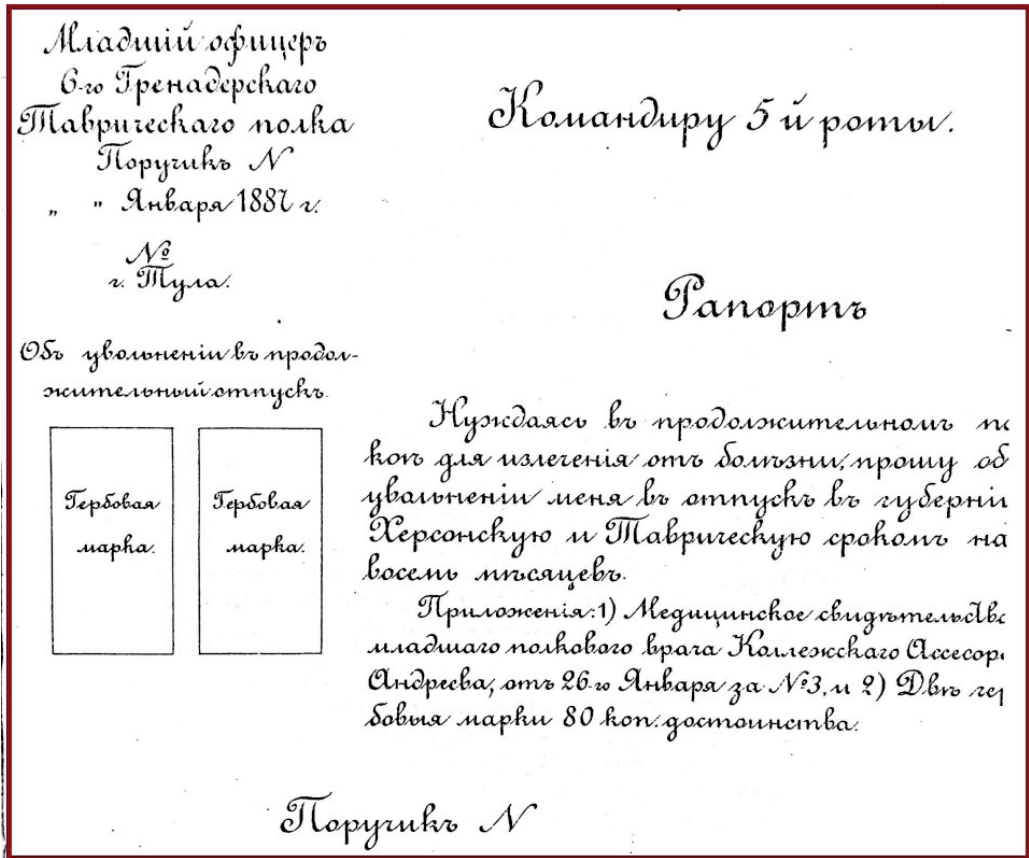 Младшій офицеръ
6-го Гренадерскаго
Таврическаго полка
Поручикъ N
„ „ Января 1887 г.
№
г. Тула.
Командиру 5 й роты.
Рапортъ
Объ увольненіи въ продол-
жительный отпускъ.
Гербовая
марка.
Гербовая
марка.
Нуждаясь въ продолжительномъ по
коѣ для излеченія отъ болѣзни, прошу об
увольненіи меня въ отпускъ въ губерніи
Херсонскую и Таврическую срокомъ на
восемь мѣсяцевъ.
Приложенія: 1) Медицинское свидѣтельство
младшаго полкового врача Коллежскаго Ассесор
Андреева, отъ 26-го Января за №3, и 2) Двѣ гер
бовыя марки 80 коп. достоинства.
Поручикъ N